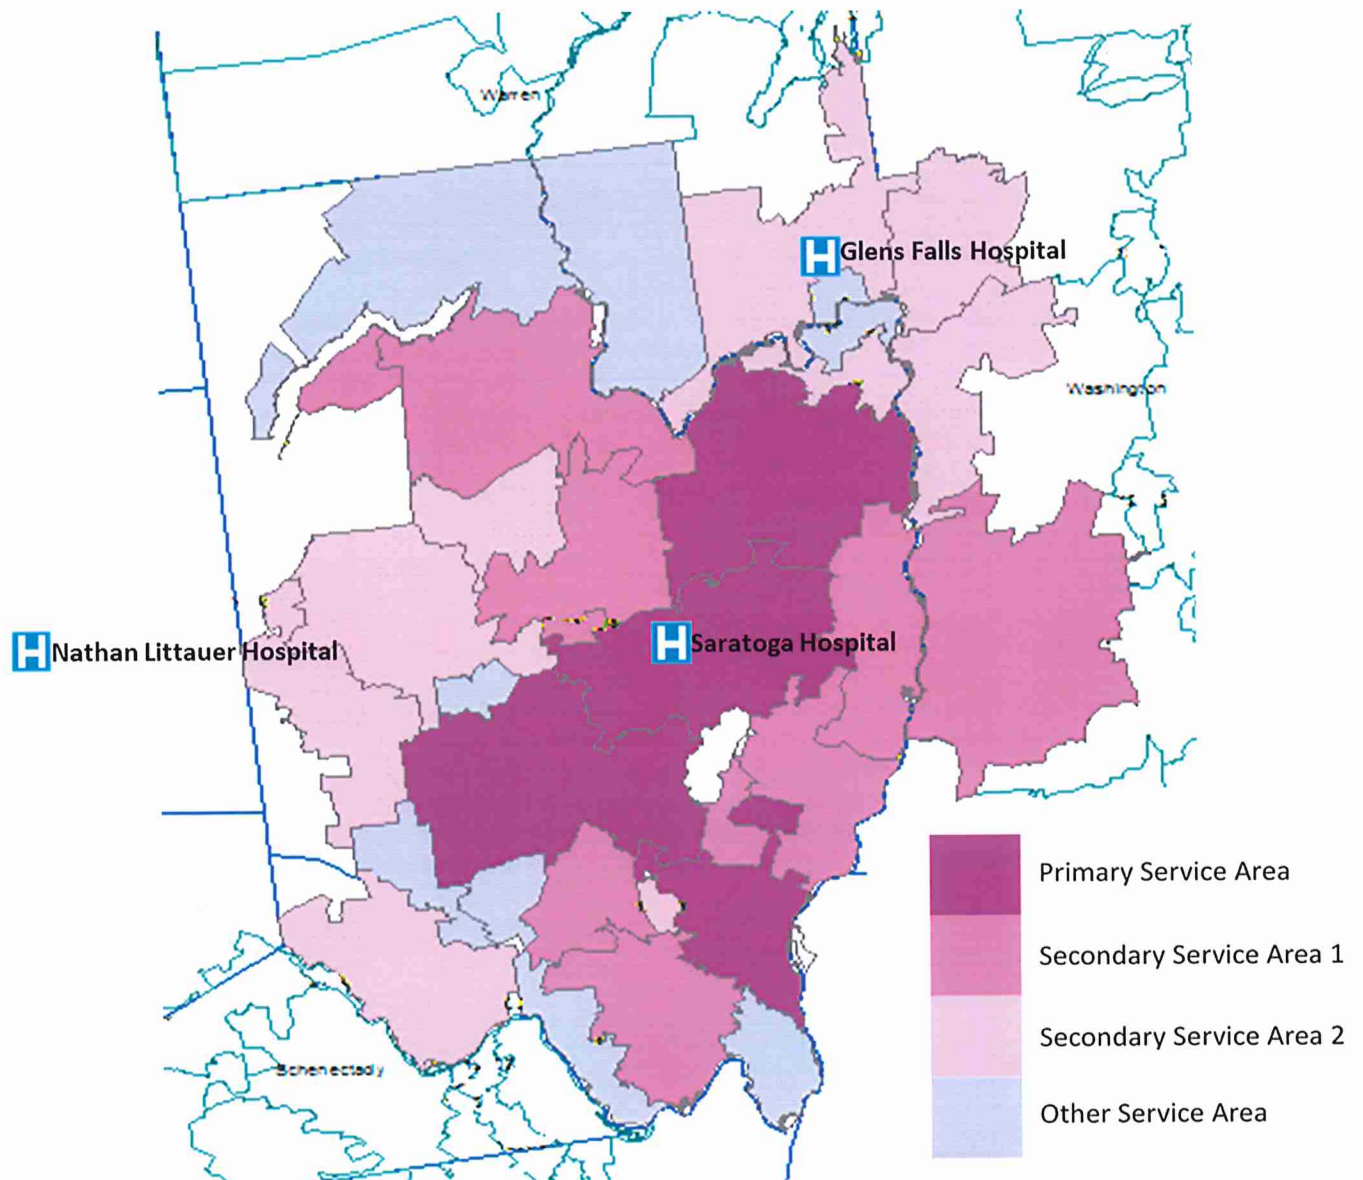 Warren
H Glens Falls Hospital
Washington
H Nathan Littauer Hospital
H Saratoga Hospital
Primary Service Area
Secondary Service Area 1
Secondary Service Area 2
Schenectady
Other Service Area